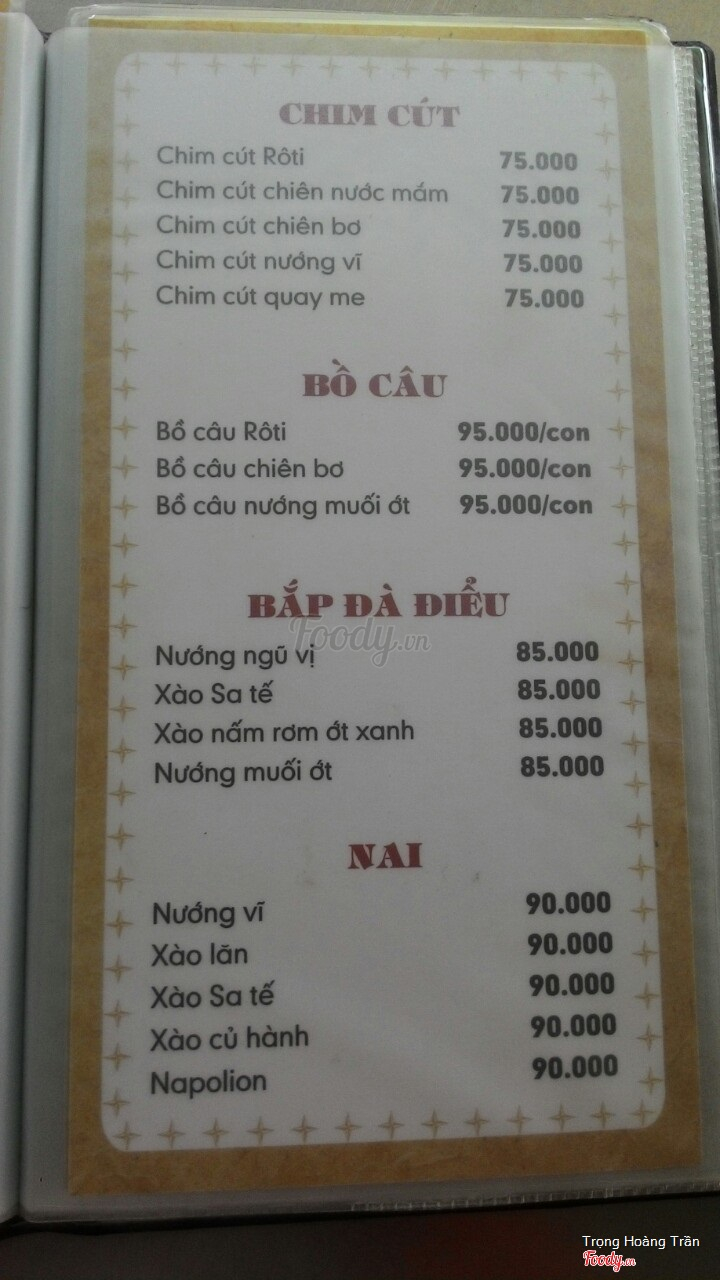 CHIM CÚT
Chim cút Rôti 75.000
Chim cút chiên nước mắm 75.000
Chim cút chiên bơ 75.000
Chim cút nướng vĩ 75.000
Chim cút quay me 75.000
BỒ CÂU
Bồ câu Rôti 95.000/con
Bồ câu chiên bơ 95.000/con
Bồ câu nướng muối ớt 95.000/con
BẮP ĐÀ ĐIỂU
Foody.vn
Nướng ngũ vị 85.000
Xào Sa tế 85.000
Xào nấm rơm ớt xanh 85.000
Nướng muối ớt 85.000
NAI
Nướng vĩ 90.000
Xào lăn 90.000
Xào Sa tế 90.000
Xào củ hành 90.000
Napolion 90.000
Trọng Hoàng Trần
Foody.vn